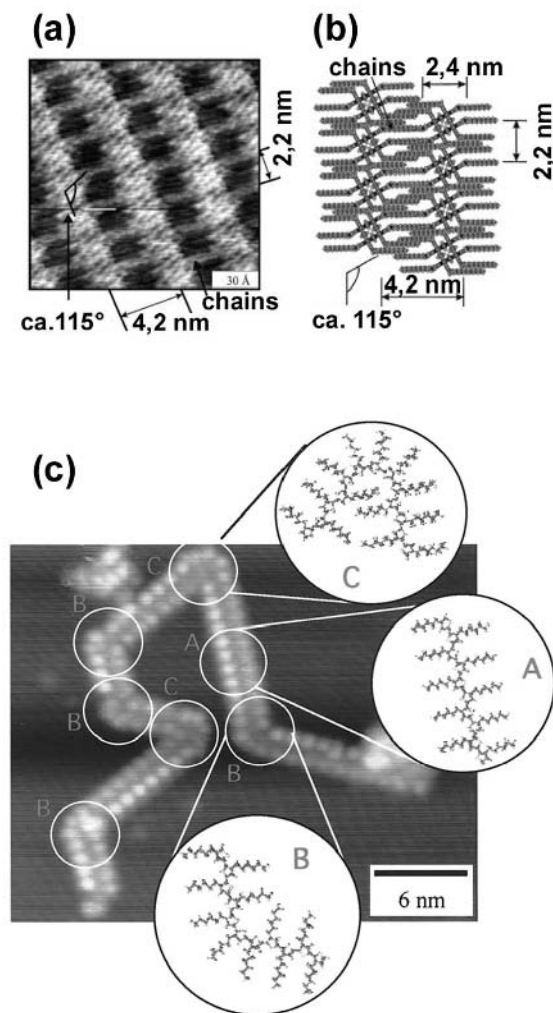 (a)
2,2 nm
30 Å
chains
4,2 nm
ca.115°
(b)
chains
2,4 nm
2,2 nm
4,2 nm
ca. 115°
(c)
C
C
B
A
A
C
B
B
B
B
6 nm